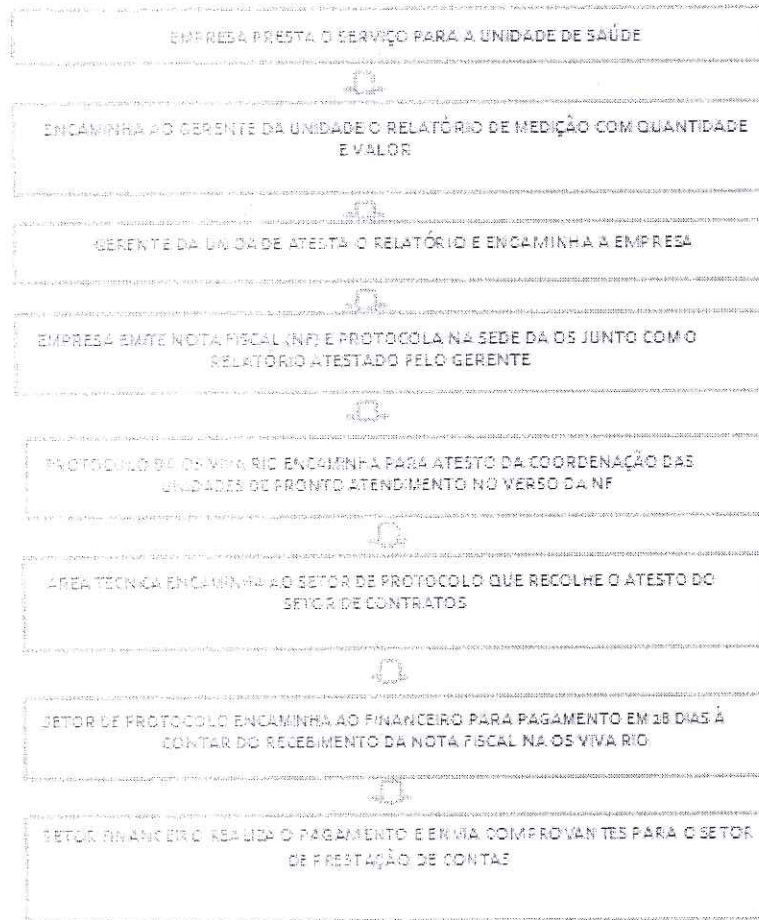 EMPRESA PRESTA O SERVIÇO PARA A UNIDADE DE SAÚDE
ENCAMINHA AO GERENTE DA UNIDADE O RELATÓRIO DE MEDIÇÃO COM QUANTIDADE
E VALOR
GERENTE DA UNIDADE ATESTA O RELATÓRIO E ENCAMINHA A EMPRESA
EMPRESA EMITE NOTA FISCAL (NF) E PROTOCOLA NA SEDE DA OS JUNTO COM O
RELATÓRIO ATESTADO PELO GERENTE
PROTOCOLO DE OS VIVA RIO ENCAMINHA PARA ATESTO DA COORDENAÇÃO DAS
UNIDADES DE PRONTO ATENDIMENTO NO VERSO DA NF
AREA TECNICA ENCAMINHA AO SETOR DE PROTOCOLO QUE RECOLHE O ATESTO DO
SETOR DE CONTRATOS
SETOR DE PROTOCOLO ENCAMINHA AO FINANCEIRO PARA PAGAMENTO EM 18 DIAS À
CONTAR DO RECEBIMENTO DA NOTA FISCAL NA OS VIVA RIO
SETOR FINANCEIRO REALIZA O PAGAMENTO E ENVIA COMPROVANTES PARA O SETOR
DE PRESTAÇÃO DE CONTAS